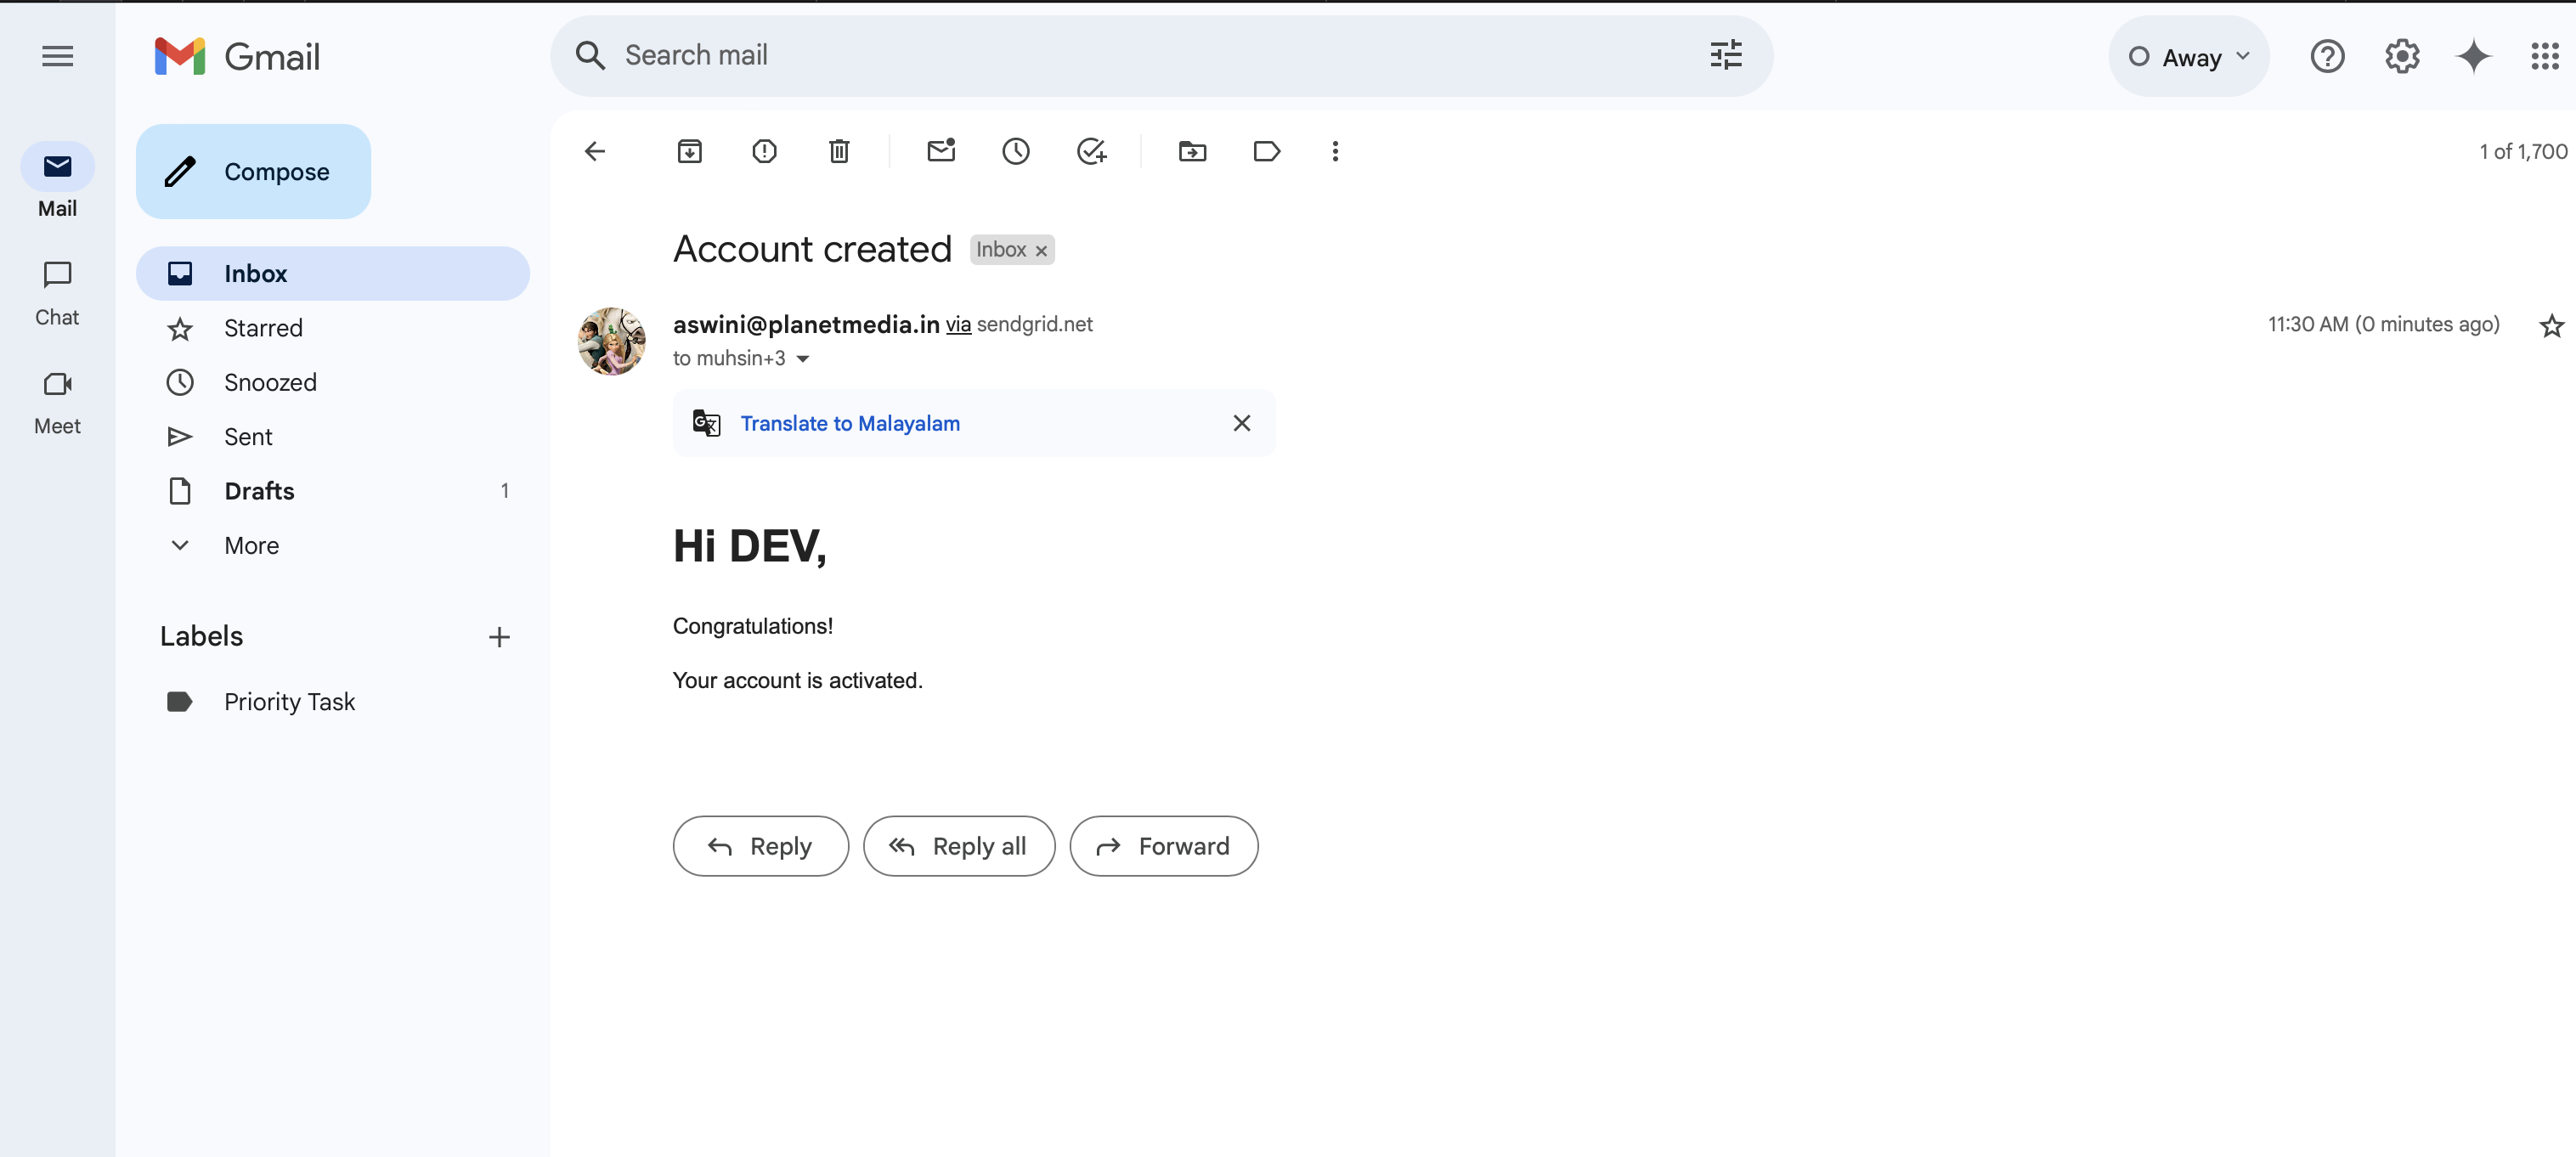 Gmail
Search mail
Away
Mail
Chat
Meet
Compose
Inbox
Starred
Snoozed
Sent
Drafts 1
More
Labels
Priority Task
1 of 1,700
Account created Inbox
aswini@planetmedia.in via sendgrid.net
11:30 AM (0 minutes ago)
to muhsin+3
Translate to Malayalam
Hi DEV,
Congratulations!
Your account is activated.
Reply
Reply all
Forward